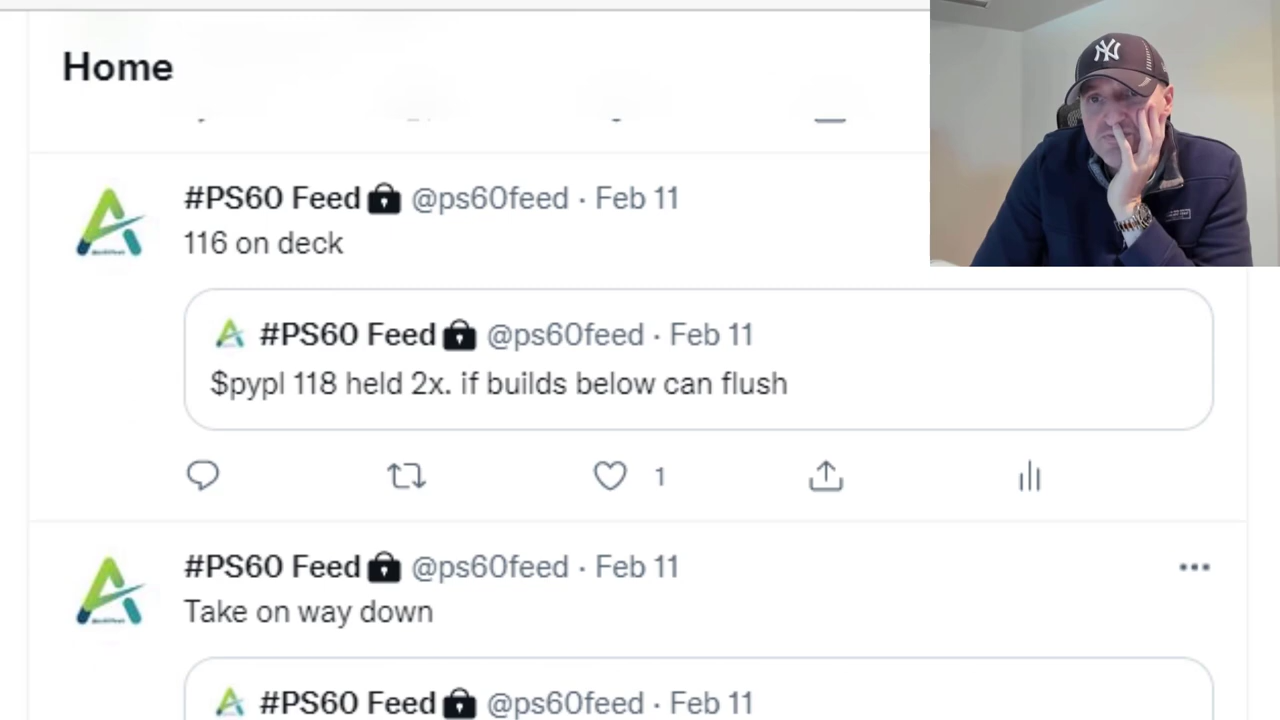 Home
#PS60 Feed @ps60feed · Feb 11
116 on deck
#PS60 Feed @ps60feed · Feb 11
$pypl 118 held 2x. if builds below can flush
1
#PS60 Feed @ps60feed · Feb 11
Take on way down
#PS60 Feed @ps60feed · Feb 11
NY